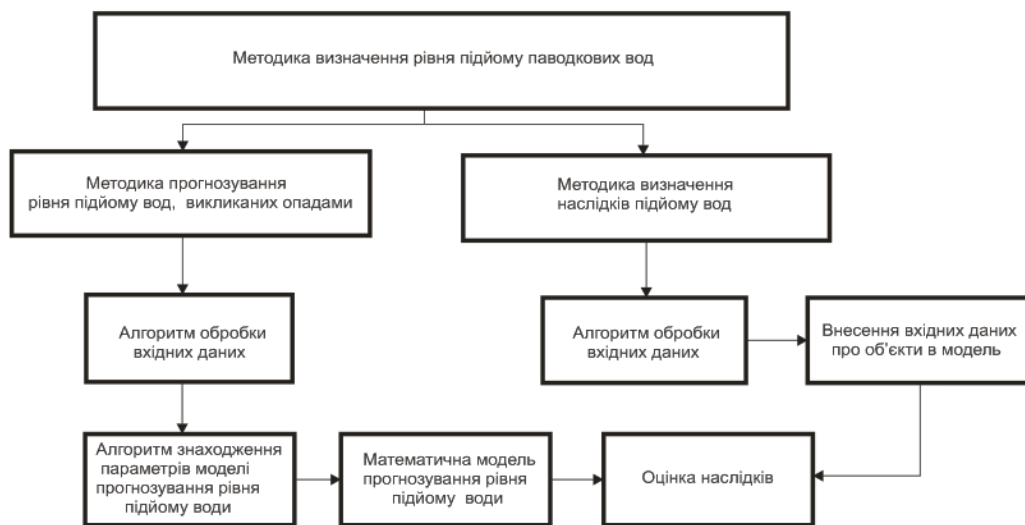 Методика визначення рівня підйому паводкових вод
Методика прогнозування
рівня підйому вод, викликаних опадами
Методика визначення
наслідків підйому вод
Алгоритм обробки
вхідних даних
Алгоритм обробки
вхідних даних
Внесення вхідних даних
про об'єкти в модель
Алгоритм знаходження
параметрів моделі
прогнозування рівня
підйому води
Математична модель
прогнозування рівня
підйому води
Оцінка наслідків